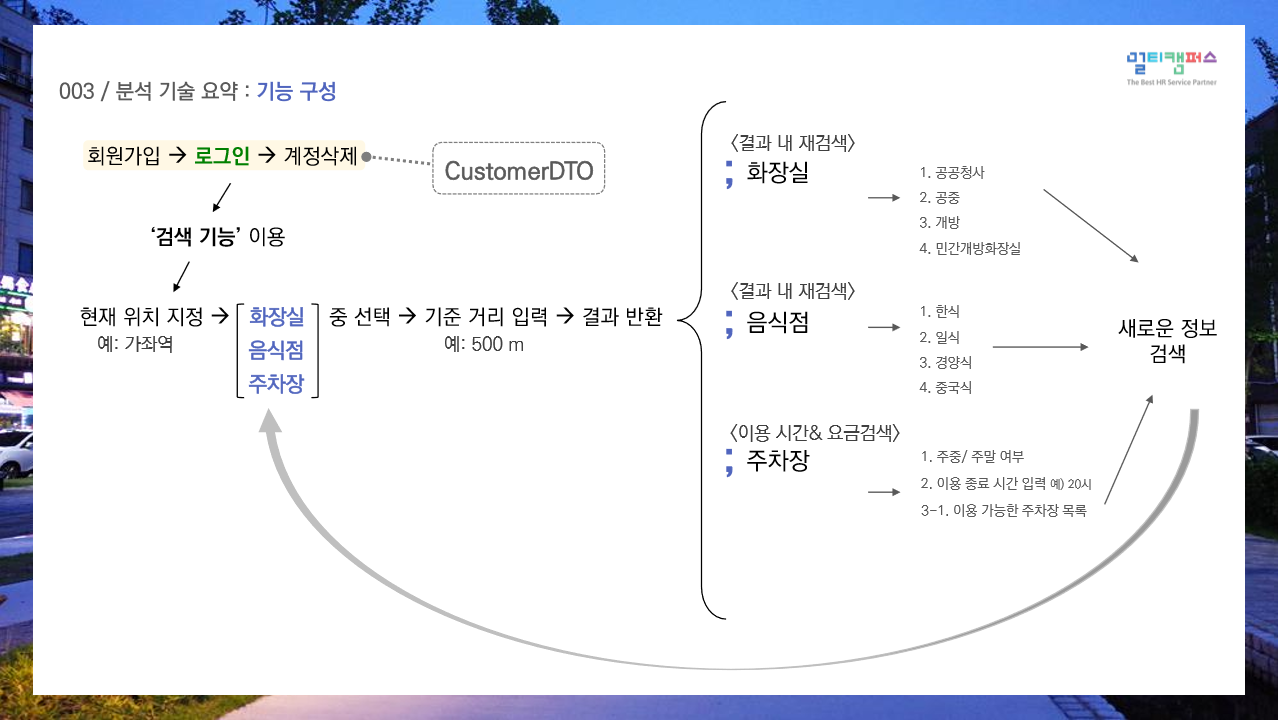 멀티캠퍼스
The Best HR Service Partner
003 / 분석 기술 요약 : 기능 구성
회원가입 → 로그인 → 계정삭제
CustomerDTO
‘검색 기능’ 이용
현재 위치 지정 → 화장실 중 선택 → 기준 거리 입력 → 결과 반환
예: 가좌역
음식점
주차장
예: 500 m
<결과 내 재검색>
; 화장실
1. 공공청사
2. 공중
3. 개방
4. 민간개방화장실
<결과 내 재검색>
; 음식점
1. 한식
2. 일식
3. 경양식
4. 중국식
<이용 시간& 요금검색>
; 주차장
1. 주중/ 주말 여부
2. 이용 종료 시간 입력 예) 20시
3-1. 이용 가능한 주차장 목록
새로운 정보
검색